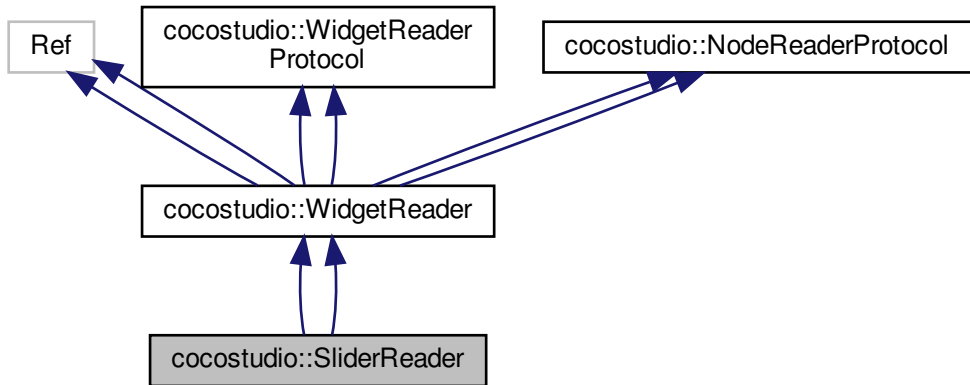 Ref
cocostudio::WidgetReader
Protocol
cocostudio::NodeReaderProtocol
cocostudio::WidgetReader
cocostudio::SliderReader